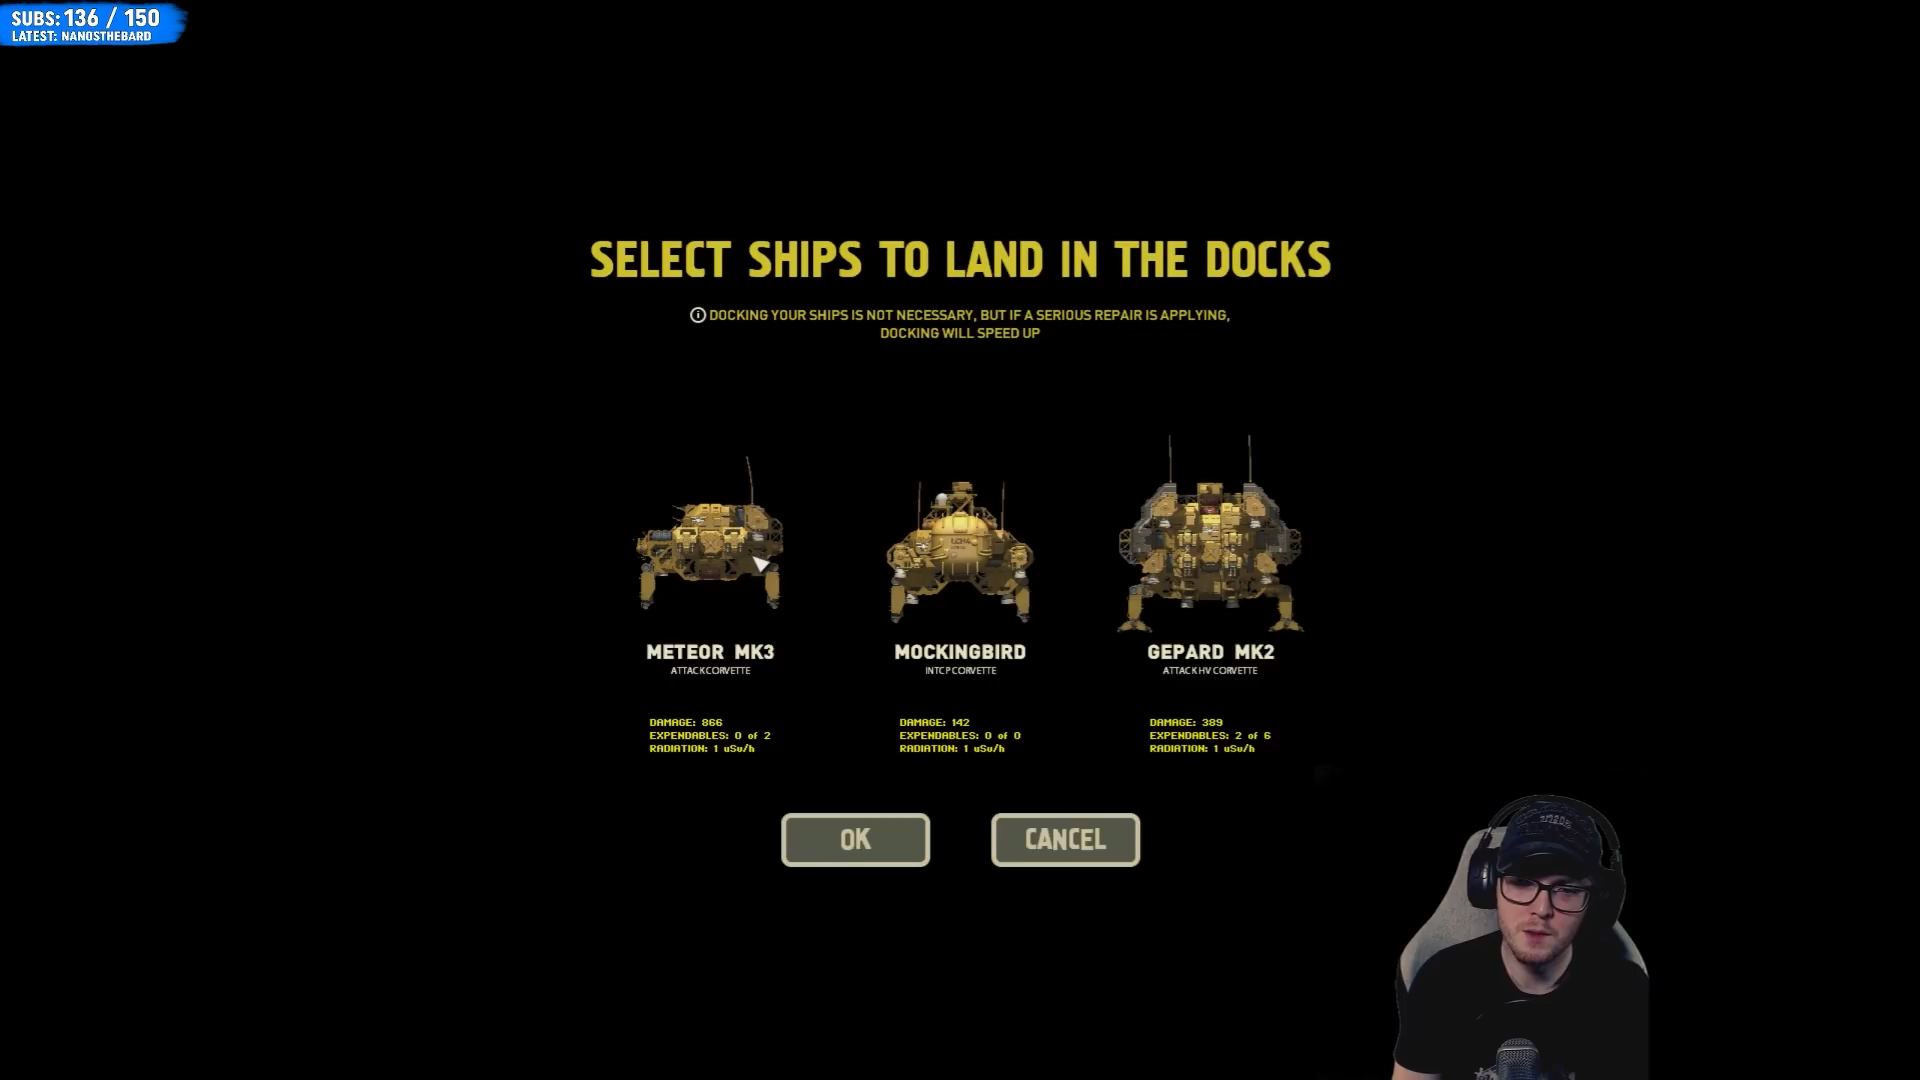 SUBS: 136 / 150
LATEST: NANOSTHEBARD
SELECT SHIPS TO LAND IN THE DOCKS
DOCKING YOUR SHIPS IS NOT NECESSARY, BUT IF A SERIOUS REPAIR IS APPLYING,
DOCKING WILL SPEED UP
METEOR MK3
ATTACK CORVETTE
DAMAGE: 866
EXPENDABLES: 0 of 2
RADIATION: 1 uSv/h
MOCKINGBIRD
INTCP CORVETTE
DAMAGE: 142
EXPENDABLES: 0 of 0
RADIATION: 1 uSv/h
GEPARD MK2
ATTACK HV CORVETTE
DAMAGE: 389
EXPENDABLES: 2 of 6
RADIATION: 1 uSv/h
OK
CANCEL